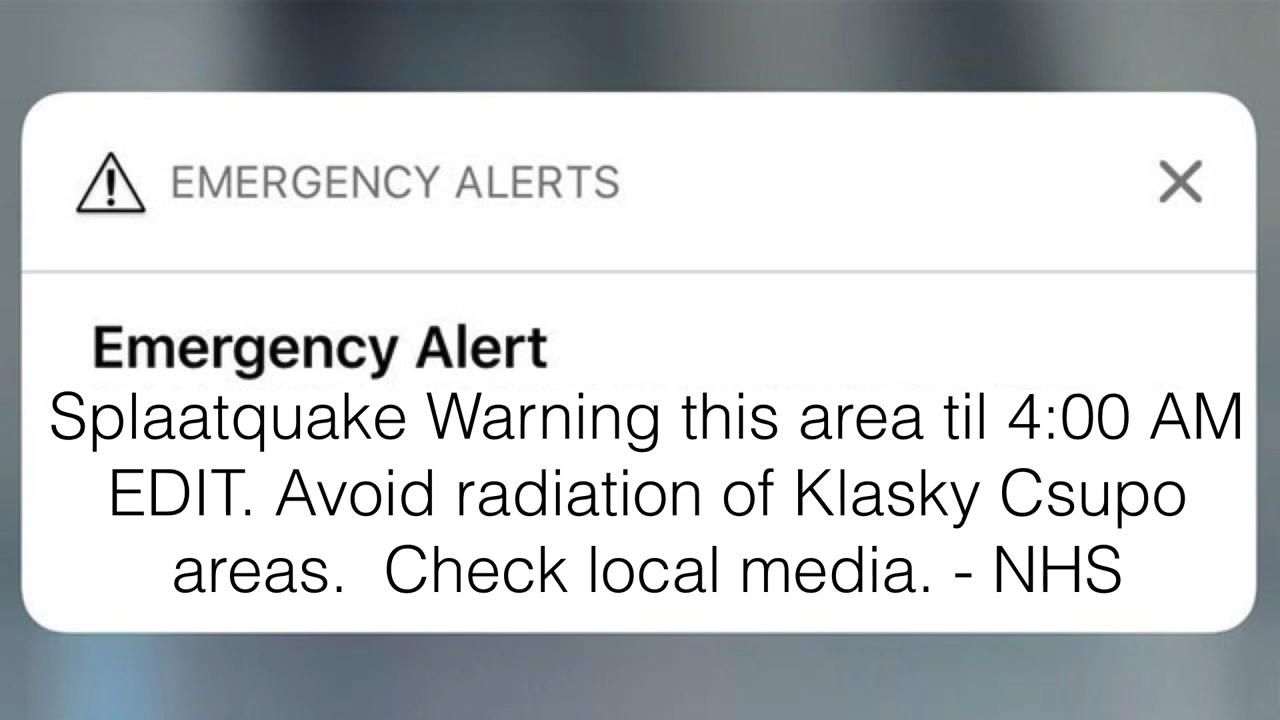 EMERGENCY ALERTS
Emergency Alert
Splaatquake Warning this area til 4:00 AM
EDIT. Avoid radiation of Klasky Csupo
areas.  Check local media. - NHS